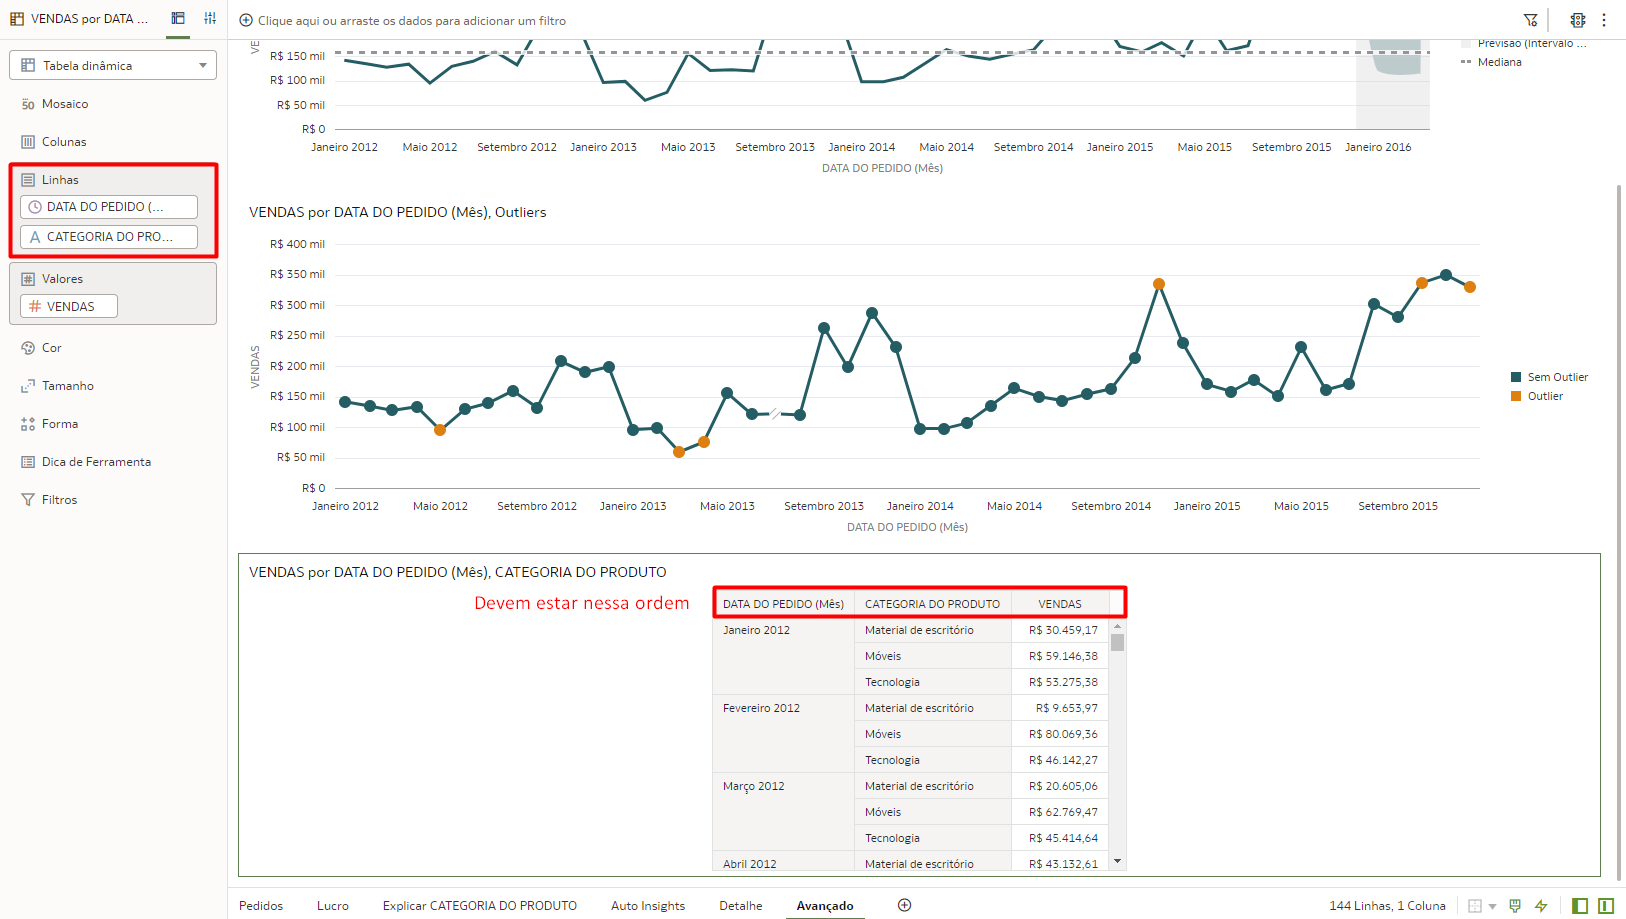 VENDAS por DATA ...
Clique aqui ou arraste os dados para adicionar um filtro
Tabela dinâmica
Mosaico
Colunas
Linhas
DATA DO PEDIDO (...
CATEGORIA DO PRO...
Valores
VENDAS
Cor
Tamanho
Forma
Dica de Ferramenta
Filtros
VE
R$ 150 mil
R$ 100 mil
R$ 50 mil
R$ 0
Janeiro 2012 Maio 2012 Setembro 2012 Janeiro 2013 Maio 2013 Setembro 2013 Janeiro 2014 Maio 2014 Setembro 2014 Janeiro 2015 Maio 2015 Setembro 2015 Janeiro 2016
DATA DO PEDIDO (Mês)
Previsão (Intervalo ...
Mediana
VENDAS por DATA DO PEDIDO (Mês), Outliers
VENDAS
R$ 400 mil
R$ 350 mil
R$ 300 mil
R$ 250 mil
R$ 200 mil
R$ 150 mil
R$ 100 mil
R$ 50 mil
R$ 0
Janeiro 2012 Maio 2012 Setembro 2012 Janeiro 2013 Maio 2013 Setembro 2013 Janeiro 2014 Maio 2014 Setembro 2014 Janeiro 2015 Maio 2015 Setembro 2015
DATA DO PEDIDO (Mês)
Sem Outlier
Outlier
VENDAS por DATA DO PEDIDO (Mês), CATEGORIA DO PRODUTO
Devem estar nessa ordem
DATA DO PEDIDO (Mês) CATEGORIA DO PRODUTO VENDAS
Janeiro 2012 Material de escritório R$ 30.459,17
Móveis R$ 59.146,38
Tecnologia R$ 53.275,38
Fevereiro 2012 Material de escritório R$ 9.653,97
Móveis R$ 80.069,36
Tecnologia R$ 46.142,27
Março 2012 Material de escritório R$ 20.605,06
Móveis R$ 62.769,47
Tecnologia R$ 45.414,64
Abril 2012 Material de escritório R$ 43.132,61
Pedidos Lucro Explicar CATEGORIA DO PRODUTO Auto Insights Detalhe Avançado
144 Linhas, 1 Coluna